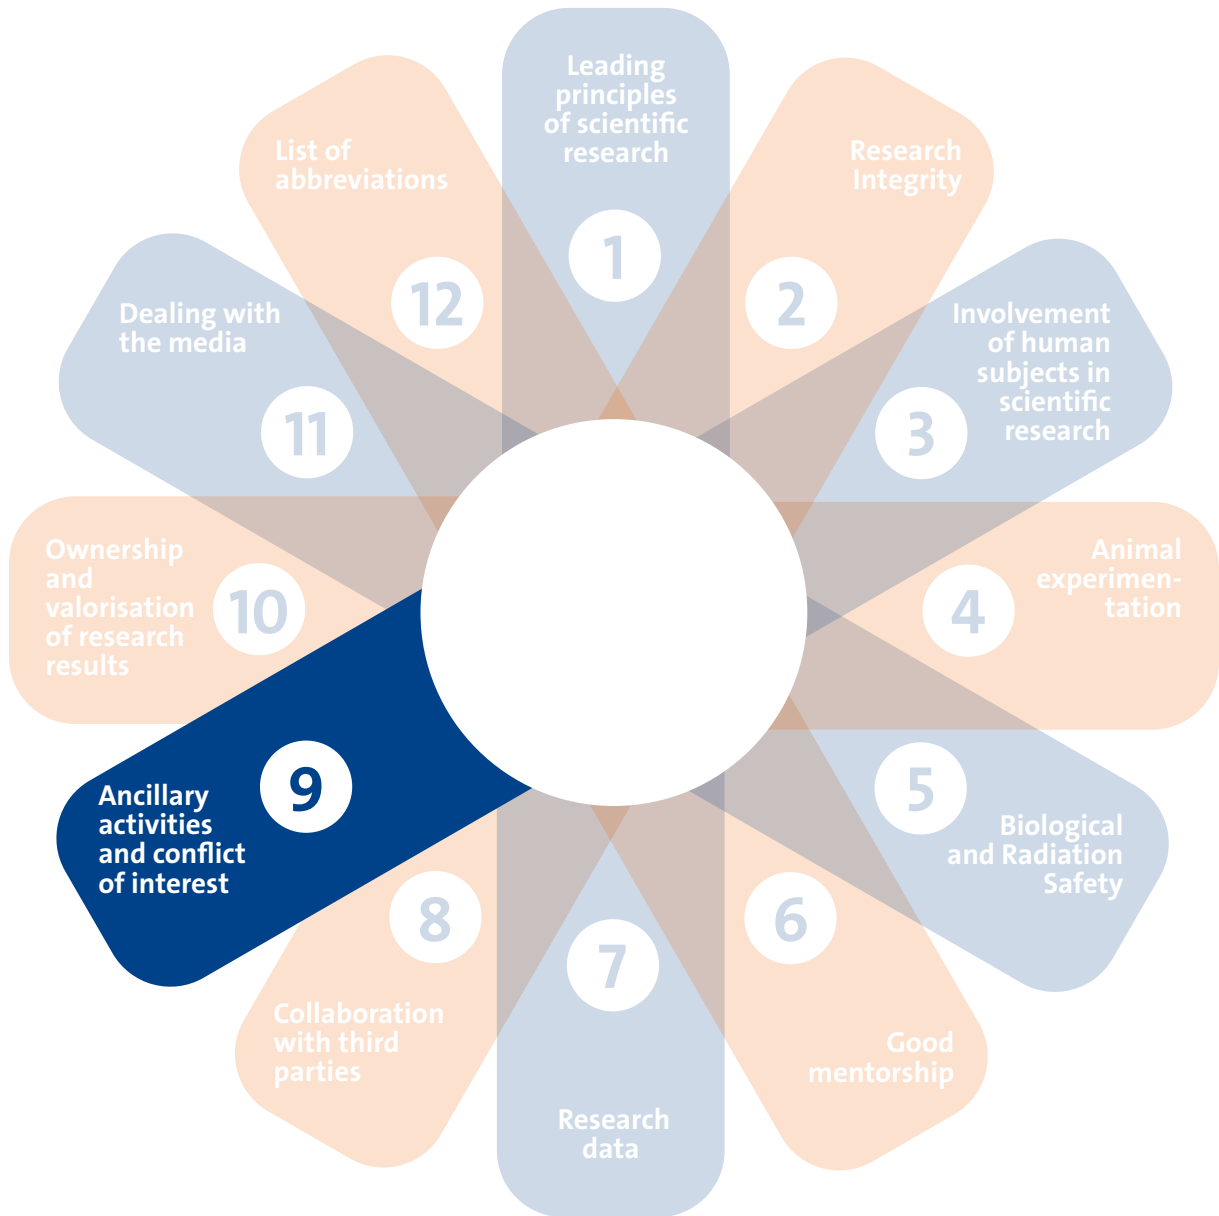 Leading
principles
of scientific
research
1
Research
Integrity
2
Involvement
of human
subjects in
scientific
research
3
Animal
experimen-
tation
4
5
Biological
and Radiation
Safety
6
Good
mentorship
7
Research
data
8
Collaboration
with third
parties
9
Ancillary
activities
and conflict
of interest
10
Ownership
and
valorisation
of research
results
11
Dealing with
the media
12
List of
abbreviations